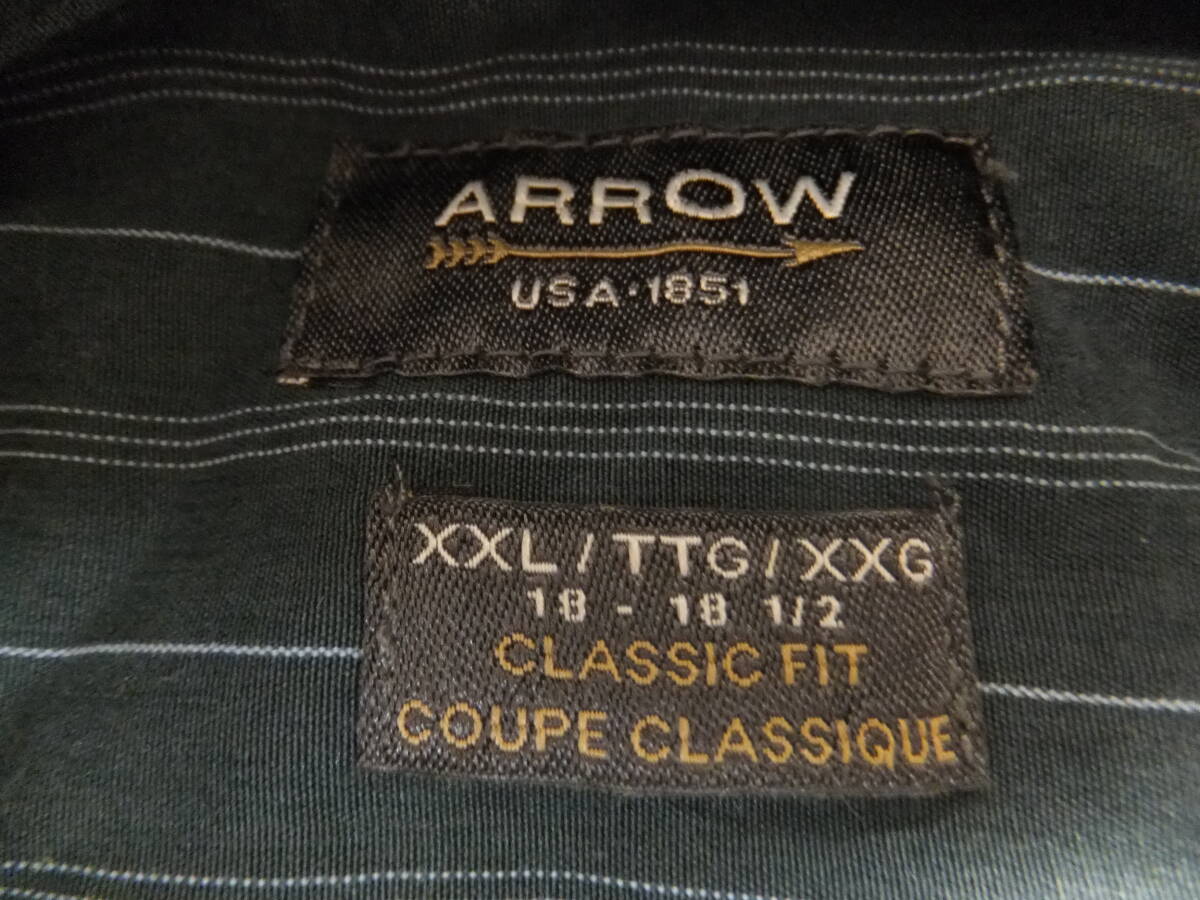 ARROW
USA·1851
XXL/TTG/XXG
18 - 18 1/2
CLASSIC FIT
COUPE CLASSIQUE